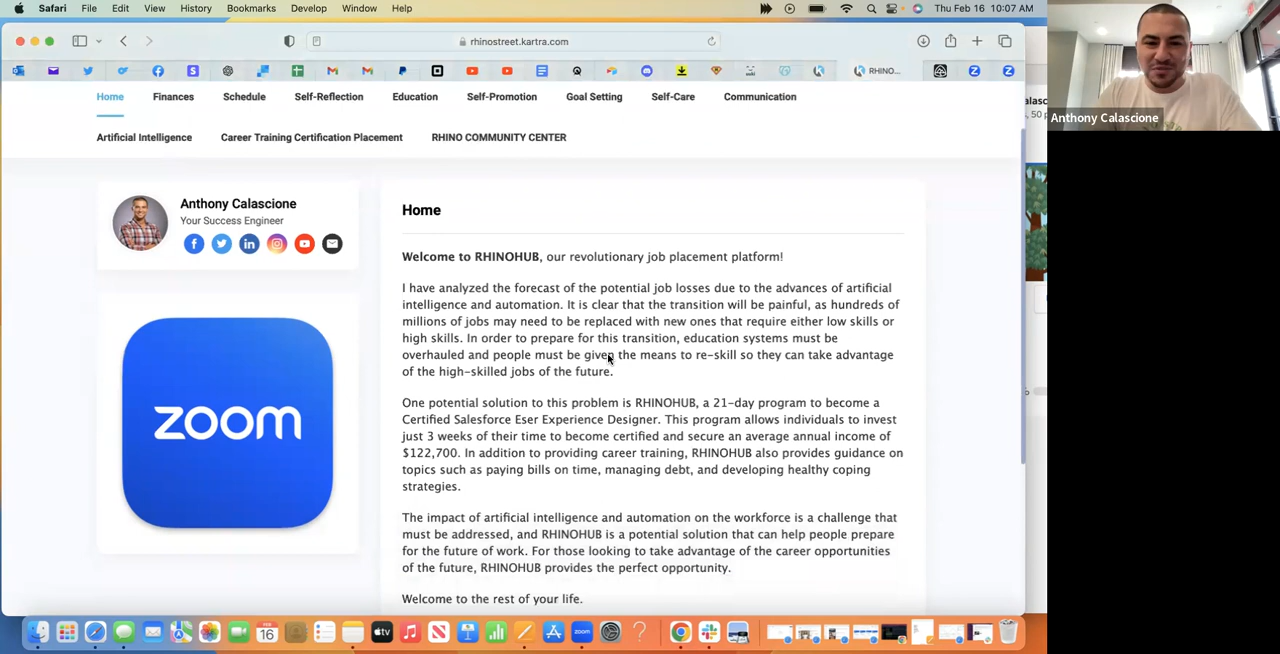 Safari File Edit View History Bookmarks Develop Window Help Thu Feb 16 10:07 AM
rhinostreet.kartra.com
RHINO...
Home Finances Schedule Self-Reflection Education Self-Promotion Goal Setting Self-Care Communication
Artificial Intelligence Career Training Certification Placement RHINO COMMUNITY CENTER
Anthony Calascione
Your Success Engineer
zoom
Home
Welcome to RHINOHUB, our revolutionary job placement platform!
I have analyzed the forecast of the potential job losses due to the advances of artificial
intelligence and automation. It is clear that the transition will be painful, as hundreds of
millions of jobs may need to be replaced with new ones that require either low skills or
high skills. In order to prepare for this transition, education systems must be
overhauled and people must be given the means to re-skill so they can take advantage
of the high-skilled jobs of the future.
One potential solution to this problem is RHINOHUB, a 21-day program to become a
Certified Salesforce Eser Experience Designer. This program allows individuals to invest
just 3 weeks of their time to become certified and secure an average annual income of
$122,700. In addition to providing career training, RHINOHUB also provides guidance on
topics such as paying bills on time, managing debt, and developing healthy coping
strategies.
The impact of artificial intelligence and automation on the workforce is a challenge that
must be addressed, and RHINOHUB is a potential solution that can help people prepare
for the future of work. For those looking to take advantage of the career opportunities
of the future, RHINOHUB provides the perfect opportunity.
Welcome to the rest of your life.
Anthony Calascione
FEB
16
tv
zoom